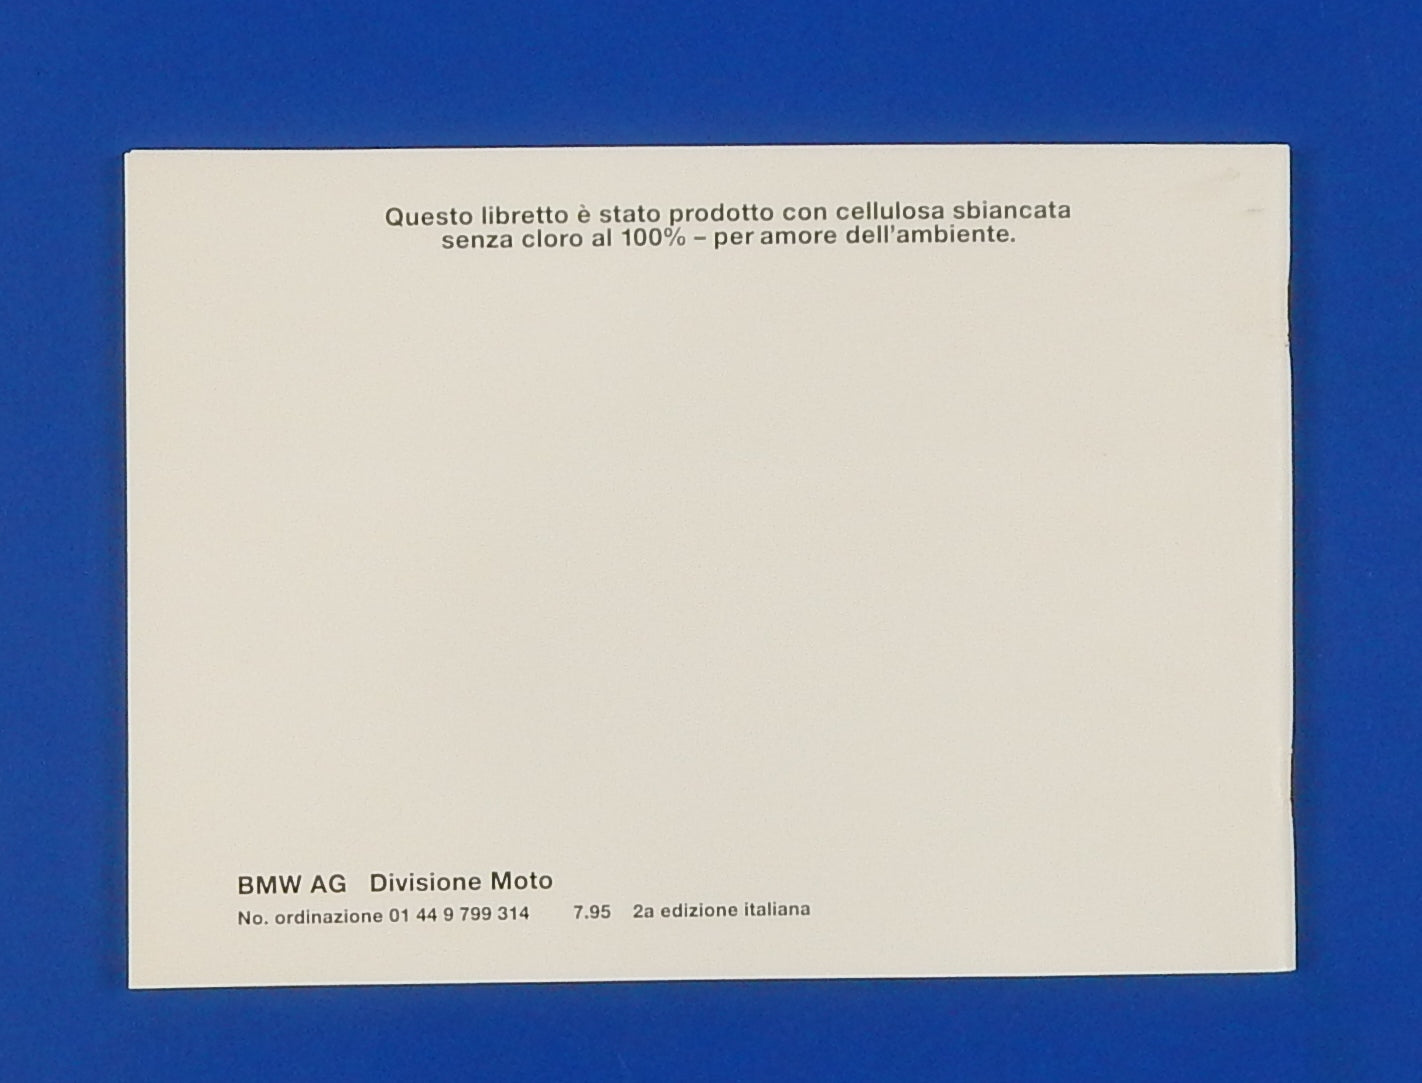 Questo libretto è stato prodotto con cellulosa sbiancata
senza cloro al 100% – per amore dell'ambiente.
BMW AG Divisione Moto
No. ordinazione 01 44 9 799 314 7.95 2a edizione italiana